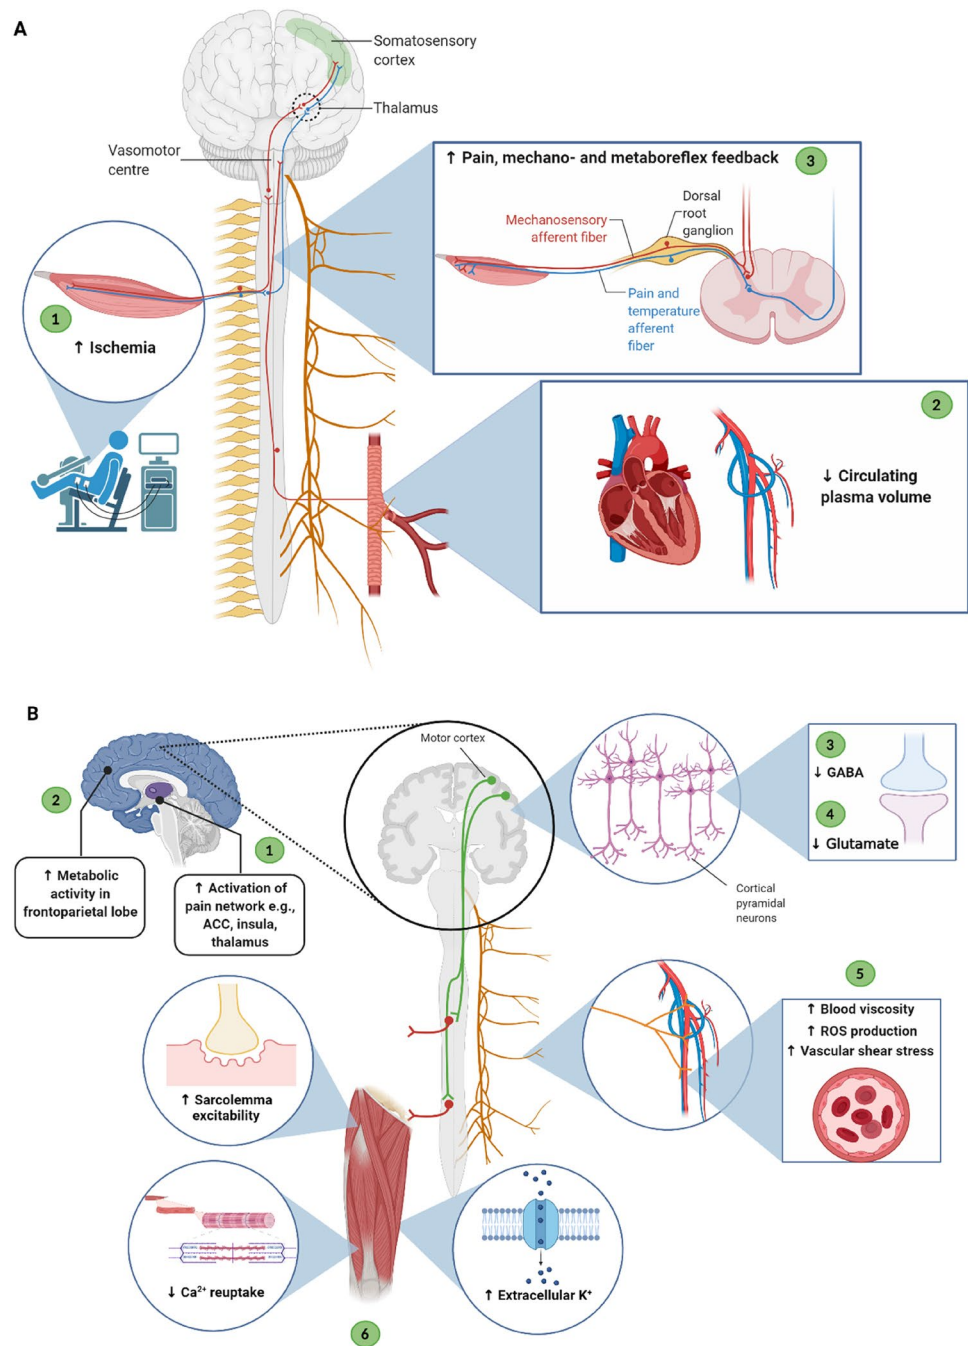 A
Somatosensory
cortex
Thalamus
Vasomotor
centre
↑ Pain, mechano- and metaboreflex feedback
3
Dorsal
root
ganglion
Mechanosensory
afferent fiber
Pain and
temperature
afferent
fiber
1
↑ Ischemia
2
↓ Circulating
plasma volume
B
Motor cortex
2
1
↑ Metabolic
activity in
frontoparietal lobe
↑ Activation of
pain network e.g.,
ACC, insula,
thalamus
Cortical
pyramidal
neurons
3
↓ GABA
4
↓ Glutamate
5
↑ Blood viscosity
↑ ROS production
↑ Vascular shear stress
↑ Sarcolemma
excitability
↓ Ca²⁺ reuptake
↑ Extracellular K⁺
6